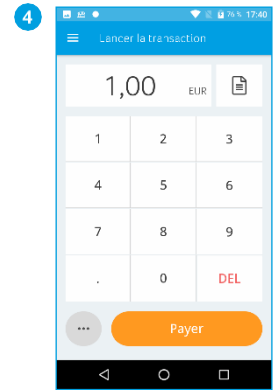 4
76 % 17:40
Lancer la transaction
1,00 EUR
1 2 3
4 5 6
7 8 9
. 0 DEL
... Payer